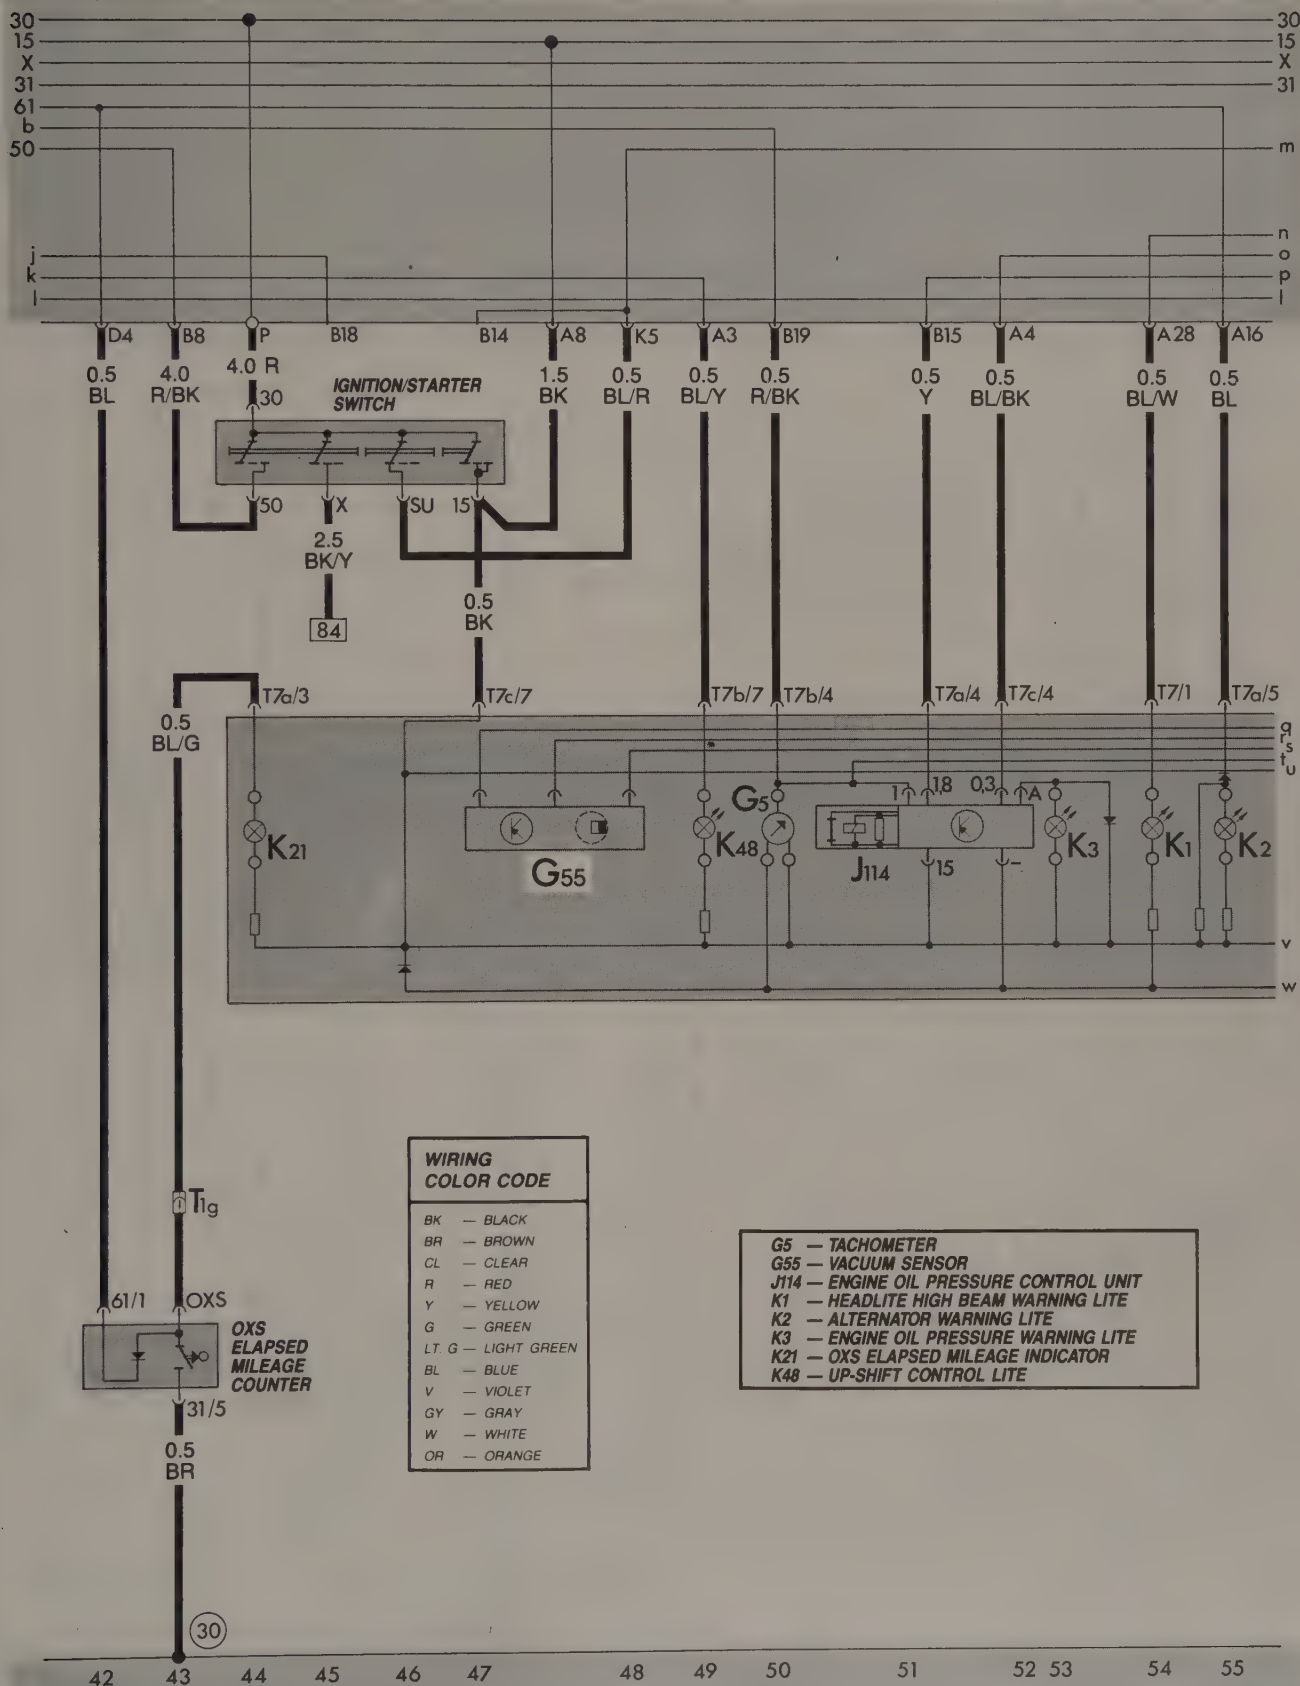 30 30
15 15
X X
31 31
61
b
50 m
n
j o
k p
l l
D4 B8 P B18 B14 A8 K5 A3 B19 B15 A4 A28 A16
0.5 BL
4.0 R/BK
4.0 R
30
IGNITION/STARTER
SWITCH
1.5 BK
0.5 BL/R
0.5 BL/Y
0.5 R/BK
0.5 Y
0.5 BL/BK
0.5 BL/W
0.5 BL
50 X SU 15
2.5 BK/Y
84
0.5 BK
T7a/3 T7c/7 T7b/7 T7b/4 T7a/4 T7c/4 T7/1 T7a/5
0.5 BL/G
q
r
s
t
u
1 1,8 0,3 A
K21 G55 K48 G5 J114 K3 K1 K2
15 -
v
w
T1g
61/1 OXS
OXS
ELAPSED
MILEAGE
COUNTER
31/5
0.5
BR
30
WIRING
COLOR CODE
BK — BLACK
BR — BROWN
CL — CLEAR
R — RED
Y — YELLOW
G — GREEN
LT. G — LIGHT GREEN
BL — BLUE
V — VIOLET
GY — GRAY
W — WHITE
OR — ORANGE
G5 — TACHOMETER
G55 — VACUUM SENSOR
J114 — ENGINE OIL PRESSURE CONTROL UNIT
K1 — HEADLITE HIGH BEAM WARNING LITE
K2 — ALTERNATOR WARNING LITE
K3 — ENGINE OIL PRESSURE WARNING LITE
K21 — OXS ELAPSED MILEAGE INDICATOR
K48 — UP-SHIFT CONTROL LITE
42 43 44 45 46 47 48 49 50 51 52 53 54 55